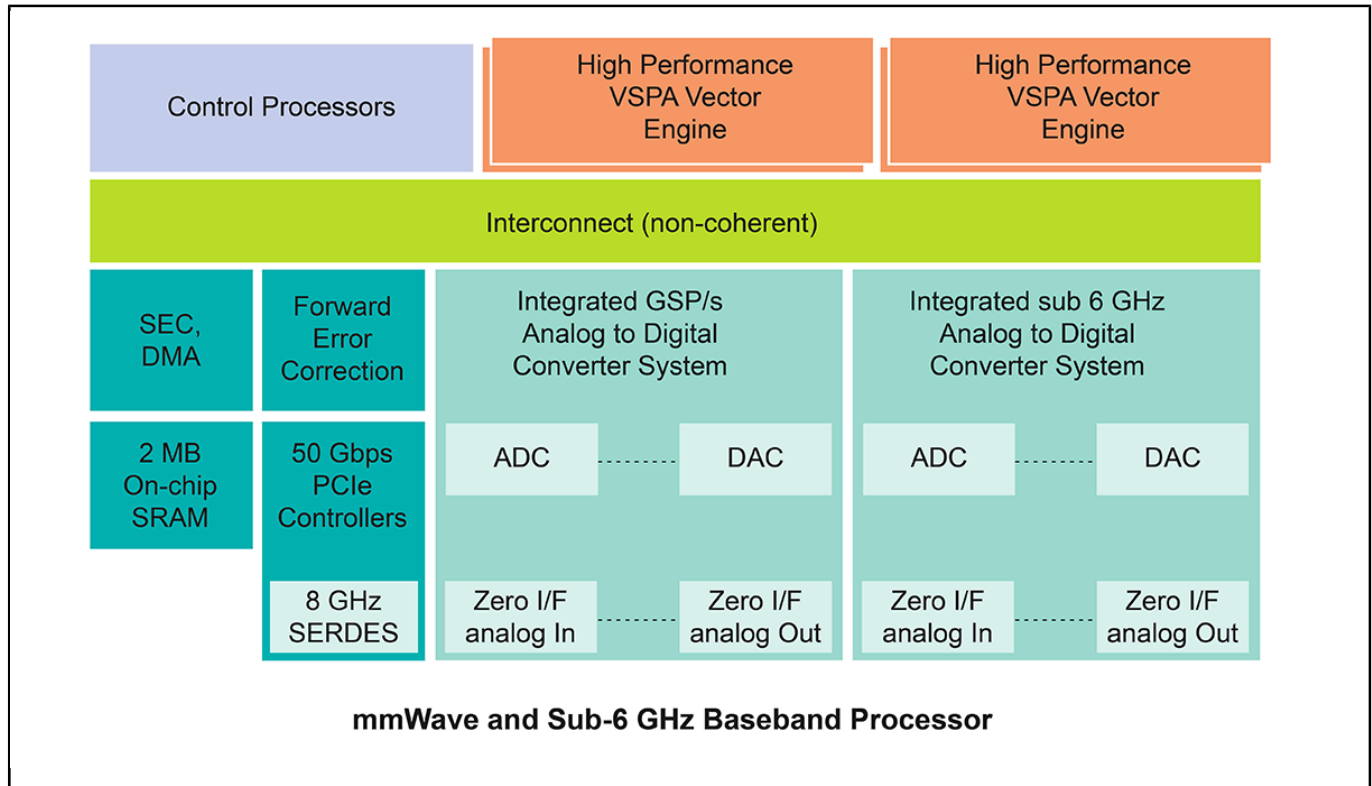 Control Processors
High Performance
VSPA Vector
Engine
High Performance
VSPA Vector
Engine
Interconnect (non-coherent)
SEC,
DMA
Forward
Error
Correction
Integrated GSP/s
Analog to Digital
Converter System
Integrated sub 6 GHz
Analog to Digital
Converter System
2 MB
On-chip
SRAM
50 Gbps
PCIe
Controllers
ADC
DAC
ADC
DAC
8 GHz
SERDES
Zero I/F
analog In
Zero I/F
analog Out
Zero I/F
analog In
Zero I/F
analog Out
mmWave and Sub-6 GHz Baseband Processor